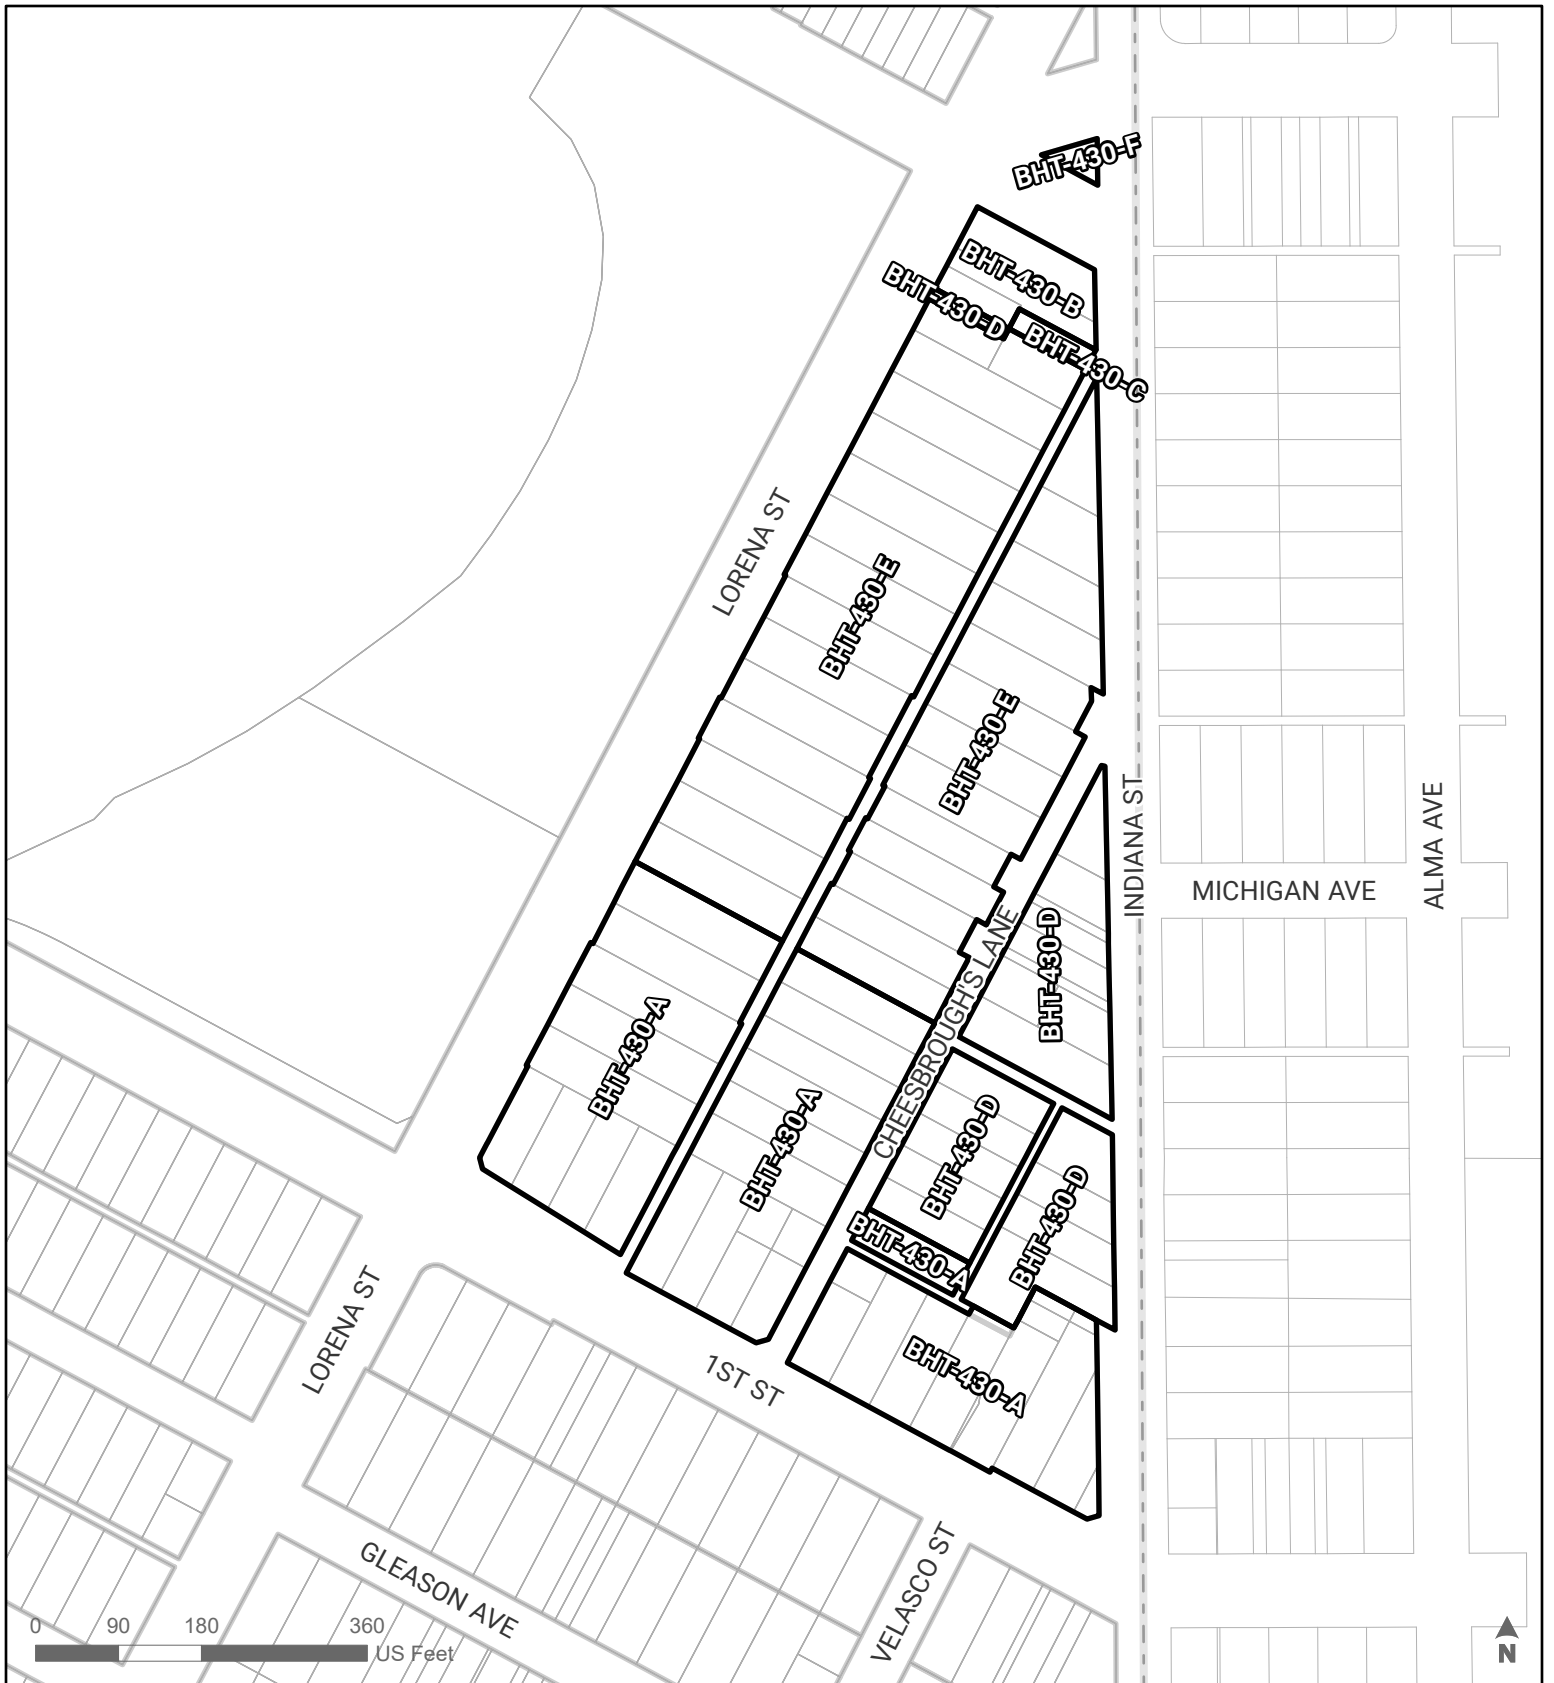 BHT-430-F
BHT-430-B
BHT-430-D
BHT-430-C
LORENA ST
BHT-430-E
BHT-430-E
INDIANA ST
ALMA AVE
MICHIGAN AVE
BHT-430-D
CHEESBROUGH'S LANE
BHT-430-A
BHT-430-A
BHT-430-D
BHT-430-D
BHT-430-A
LORENA ST
1ST ST
BHT-430-A
GLEASON AVE
VELASCO ST
0 90 180 360
US Feet
N